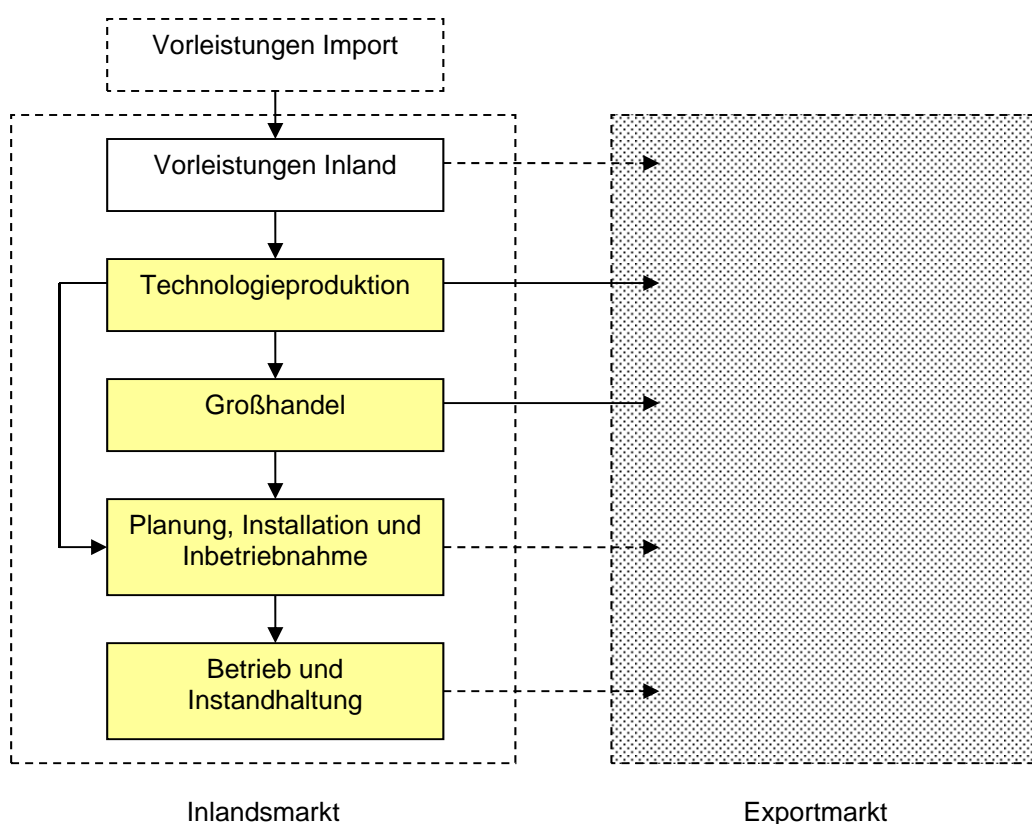 Vorleistungen Import
Vorleistungen Inland
Technologieproduktion
Großhandel
Planung, Installation und
Inbetriebnahme
Betrieb und
Instandhaltung
Inlandsmarkt
Exportmarkt